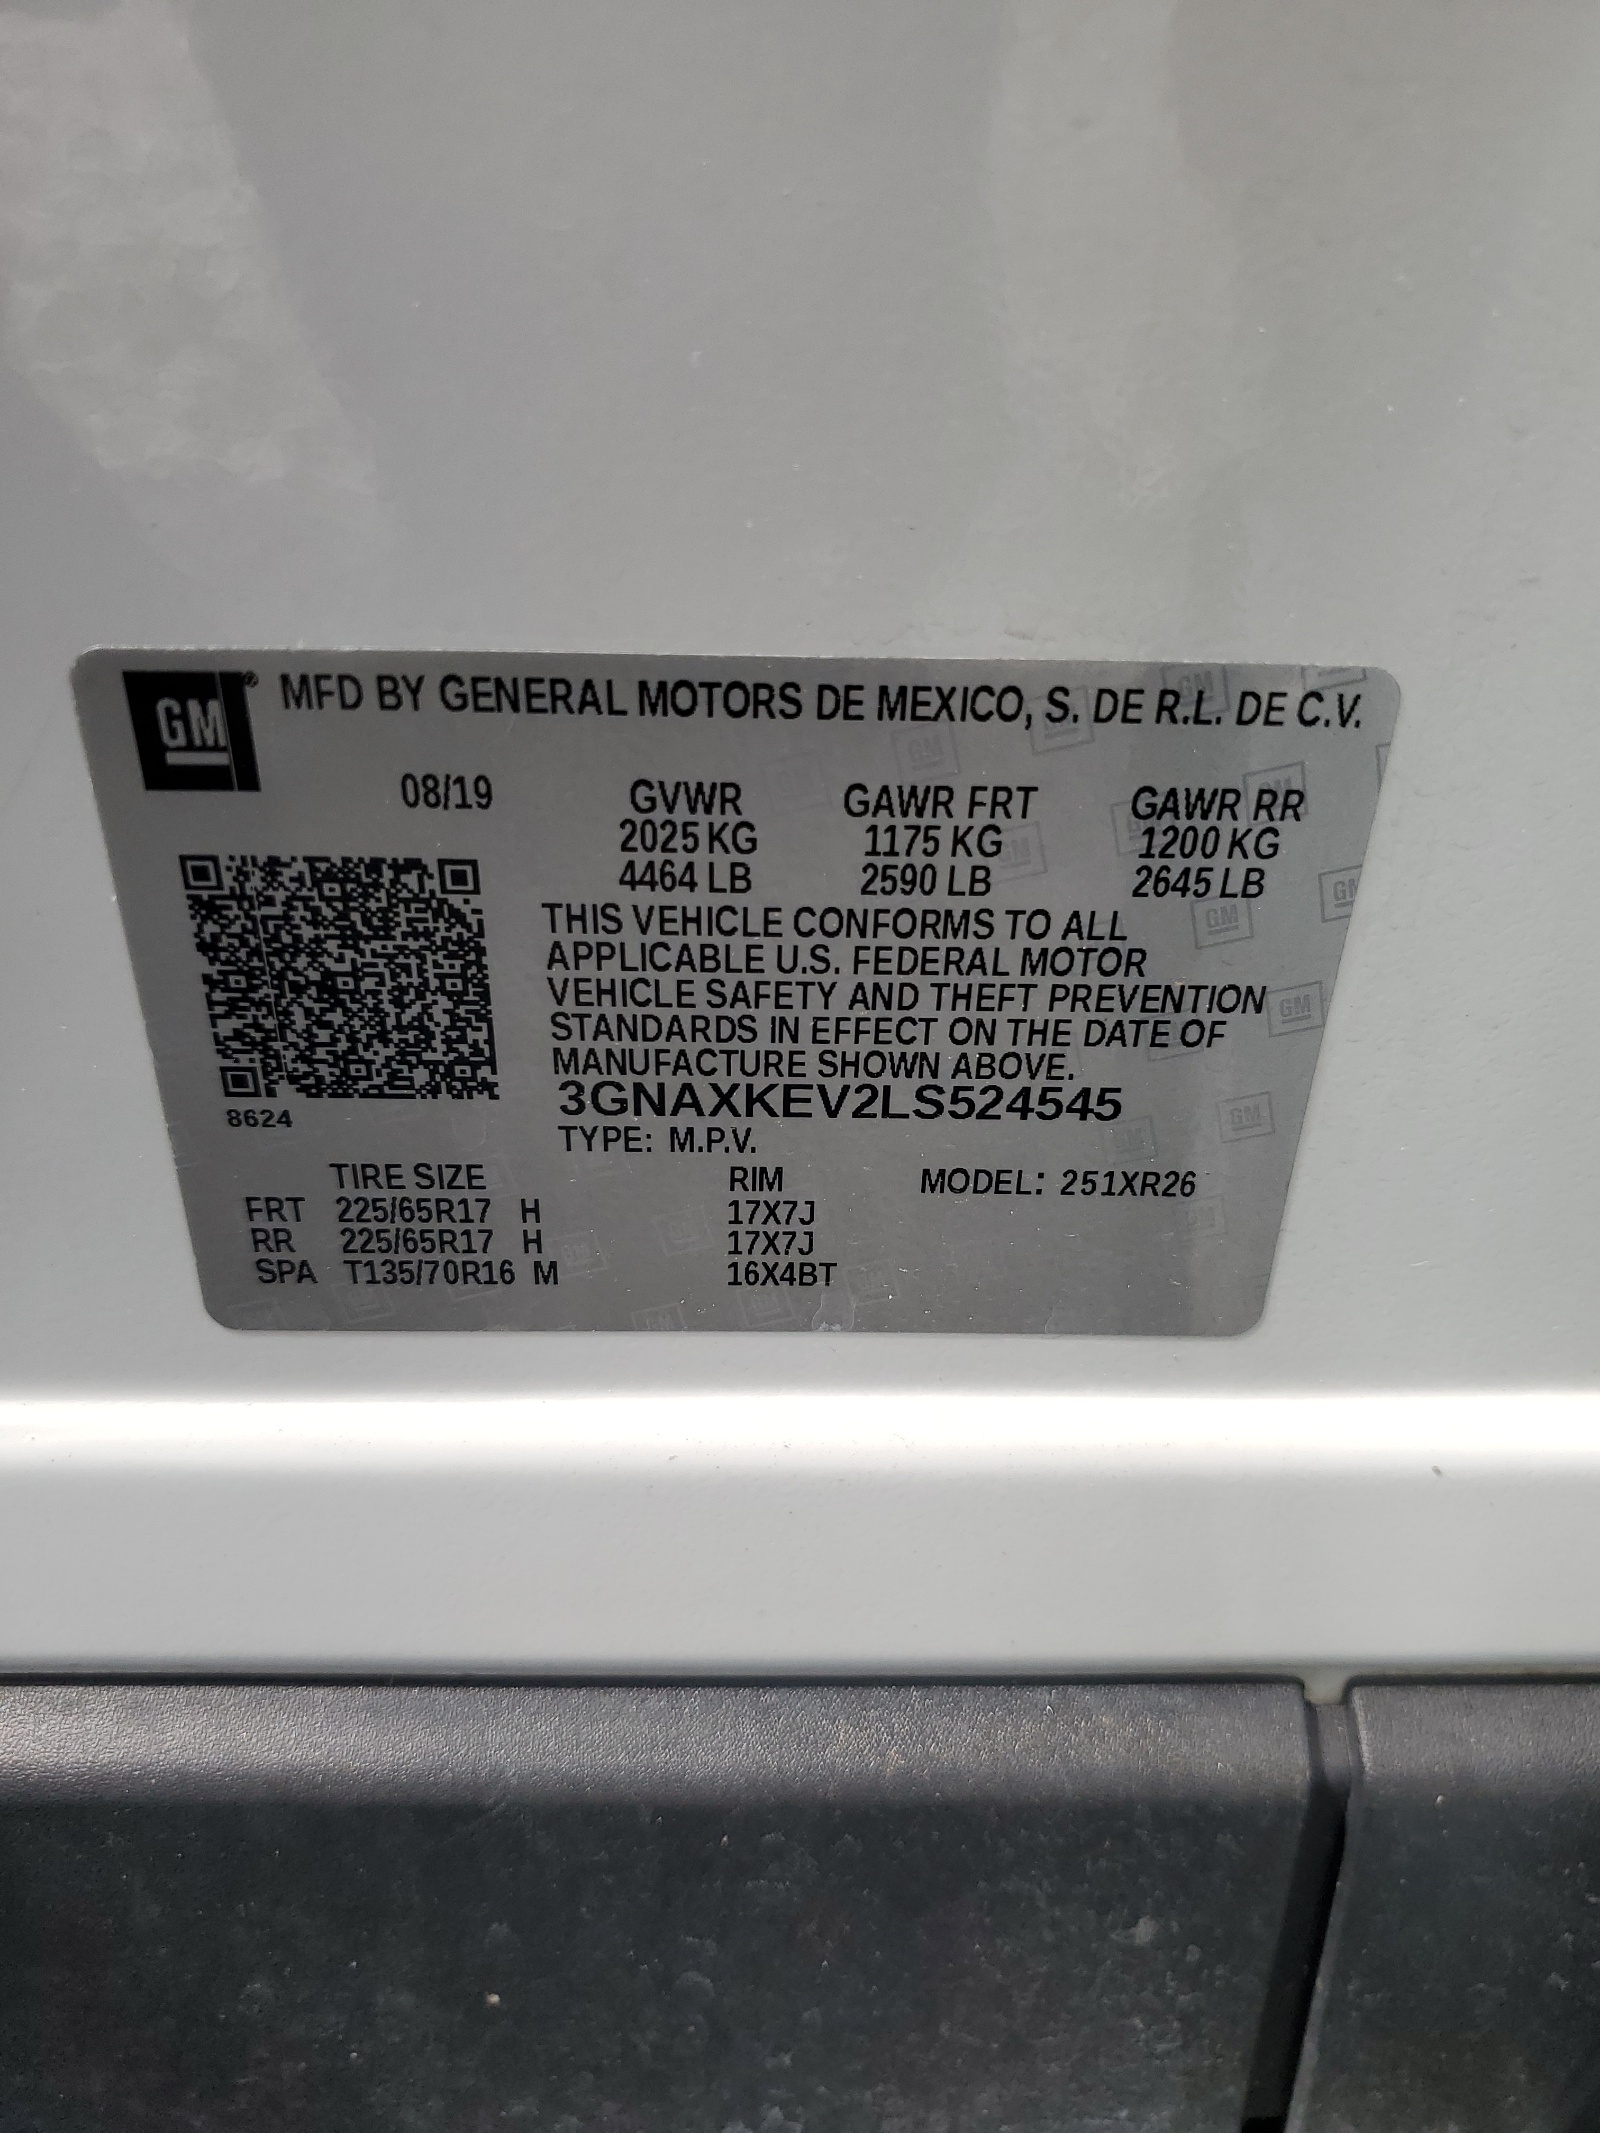 GM® MFD BY GENERAL MOTORS DE MEXICO, S. DE R.L. DE C.V.
08/19 GVWR GAWR FRT GAWR RR
2025 KG 1175 KG 1200 KG
4464 LB 2590 LB 2645 LB
THIS VEHICLE CONFORMS TO ALL
APPLICABLE U.S. FEDERAL MOTOR
VEHICLE SAFETY AND THEFT PREVENTION
STANDARDS IN EFFECT ON THE DATE OF
MANUFACTURE SHOWN ABOVE.
3GNAXKEV2LS524545
8624
TYPE: M.P.V.
TIRE SIZE RIM MODEL: 251XR26
FRT 225/65R17 H 17X7J
RR 225/65R17 H 17X7J
SPA T135/70R16 M 16X4BT